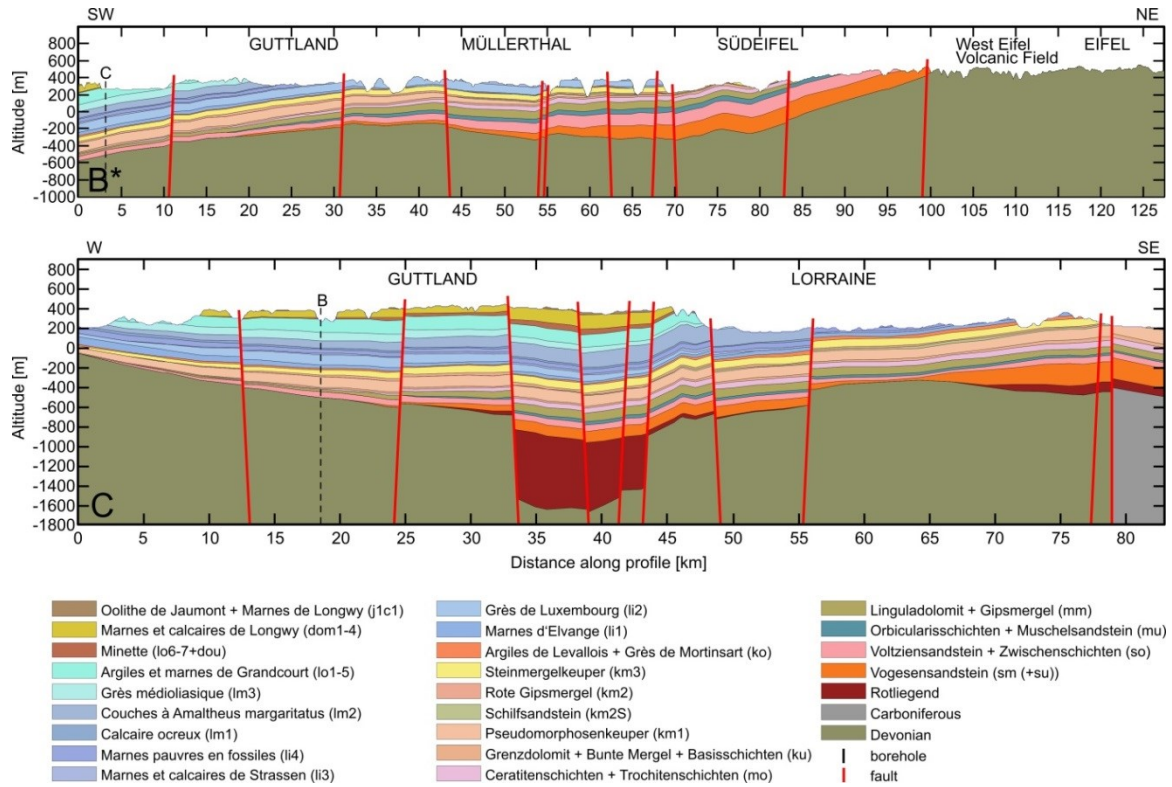 SW NE
GUTTLAND MÜLLERTHAL SÜDEIFEL West Eifel Volcanic Field EIFEL
C
800
600
400
200
0
-200
-400
-600
-800
-1000
Altitude [m]
B*
0 5 10 15 20 25 30 35 40 45 50 55 60 65 70 75 80 85 90 95 100 105 110 115 120 125
W SE
GUTTLAND LORRAINE
B
800
600
400
200
0
-200
-400
-600
-800
-1000
-1200
-1400
-1600
-1800
Altitude [m]
C
0 5 10 15 20 25 30 35 40 45 50 55 60 65 70 75 80
Distance along profile [km]
Oolithe de Jaumont + Marnes de Longwy (j1c1)
Marnes et calcaires de Longwy (dom1-4)
Minette (lo6-7+dou)
Argiles et marnes de Grandcourt (lo1-5)
Grès médioliasique (lm3)
Couches à Amaltheus margaritatus (lm2)
Calcaire ocreux (lm1)
Marnes pauvres en fossiles (li4)
Marnes et calcaires de Strassen (li3)
Grès de Luxembourg (li2)
Marnes d'Elvange (li1)
Argiles de Levallois + Grès de Mortinsart (ko)
Steinmergelkeuper (km3)
Rote Gipsmergel (km2)
Schilfsandstein (km2S)
Pseudomorphosenkeuper (km1)
Grenzdolomit + Bunte Mergel + Basisschichten (ku)
Ceratitenschichten + Trochitenschichten (mo)
Linguladolomit + Gipsmergel (mm)
Orbicularisschichten + Muschelsandstein (mu)
Voltziensandstein + Zwischenschichten (so)
Vogesensandstein (sm (+su))
Rotliegend
Carboniferous
Devonian
borehole
fault